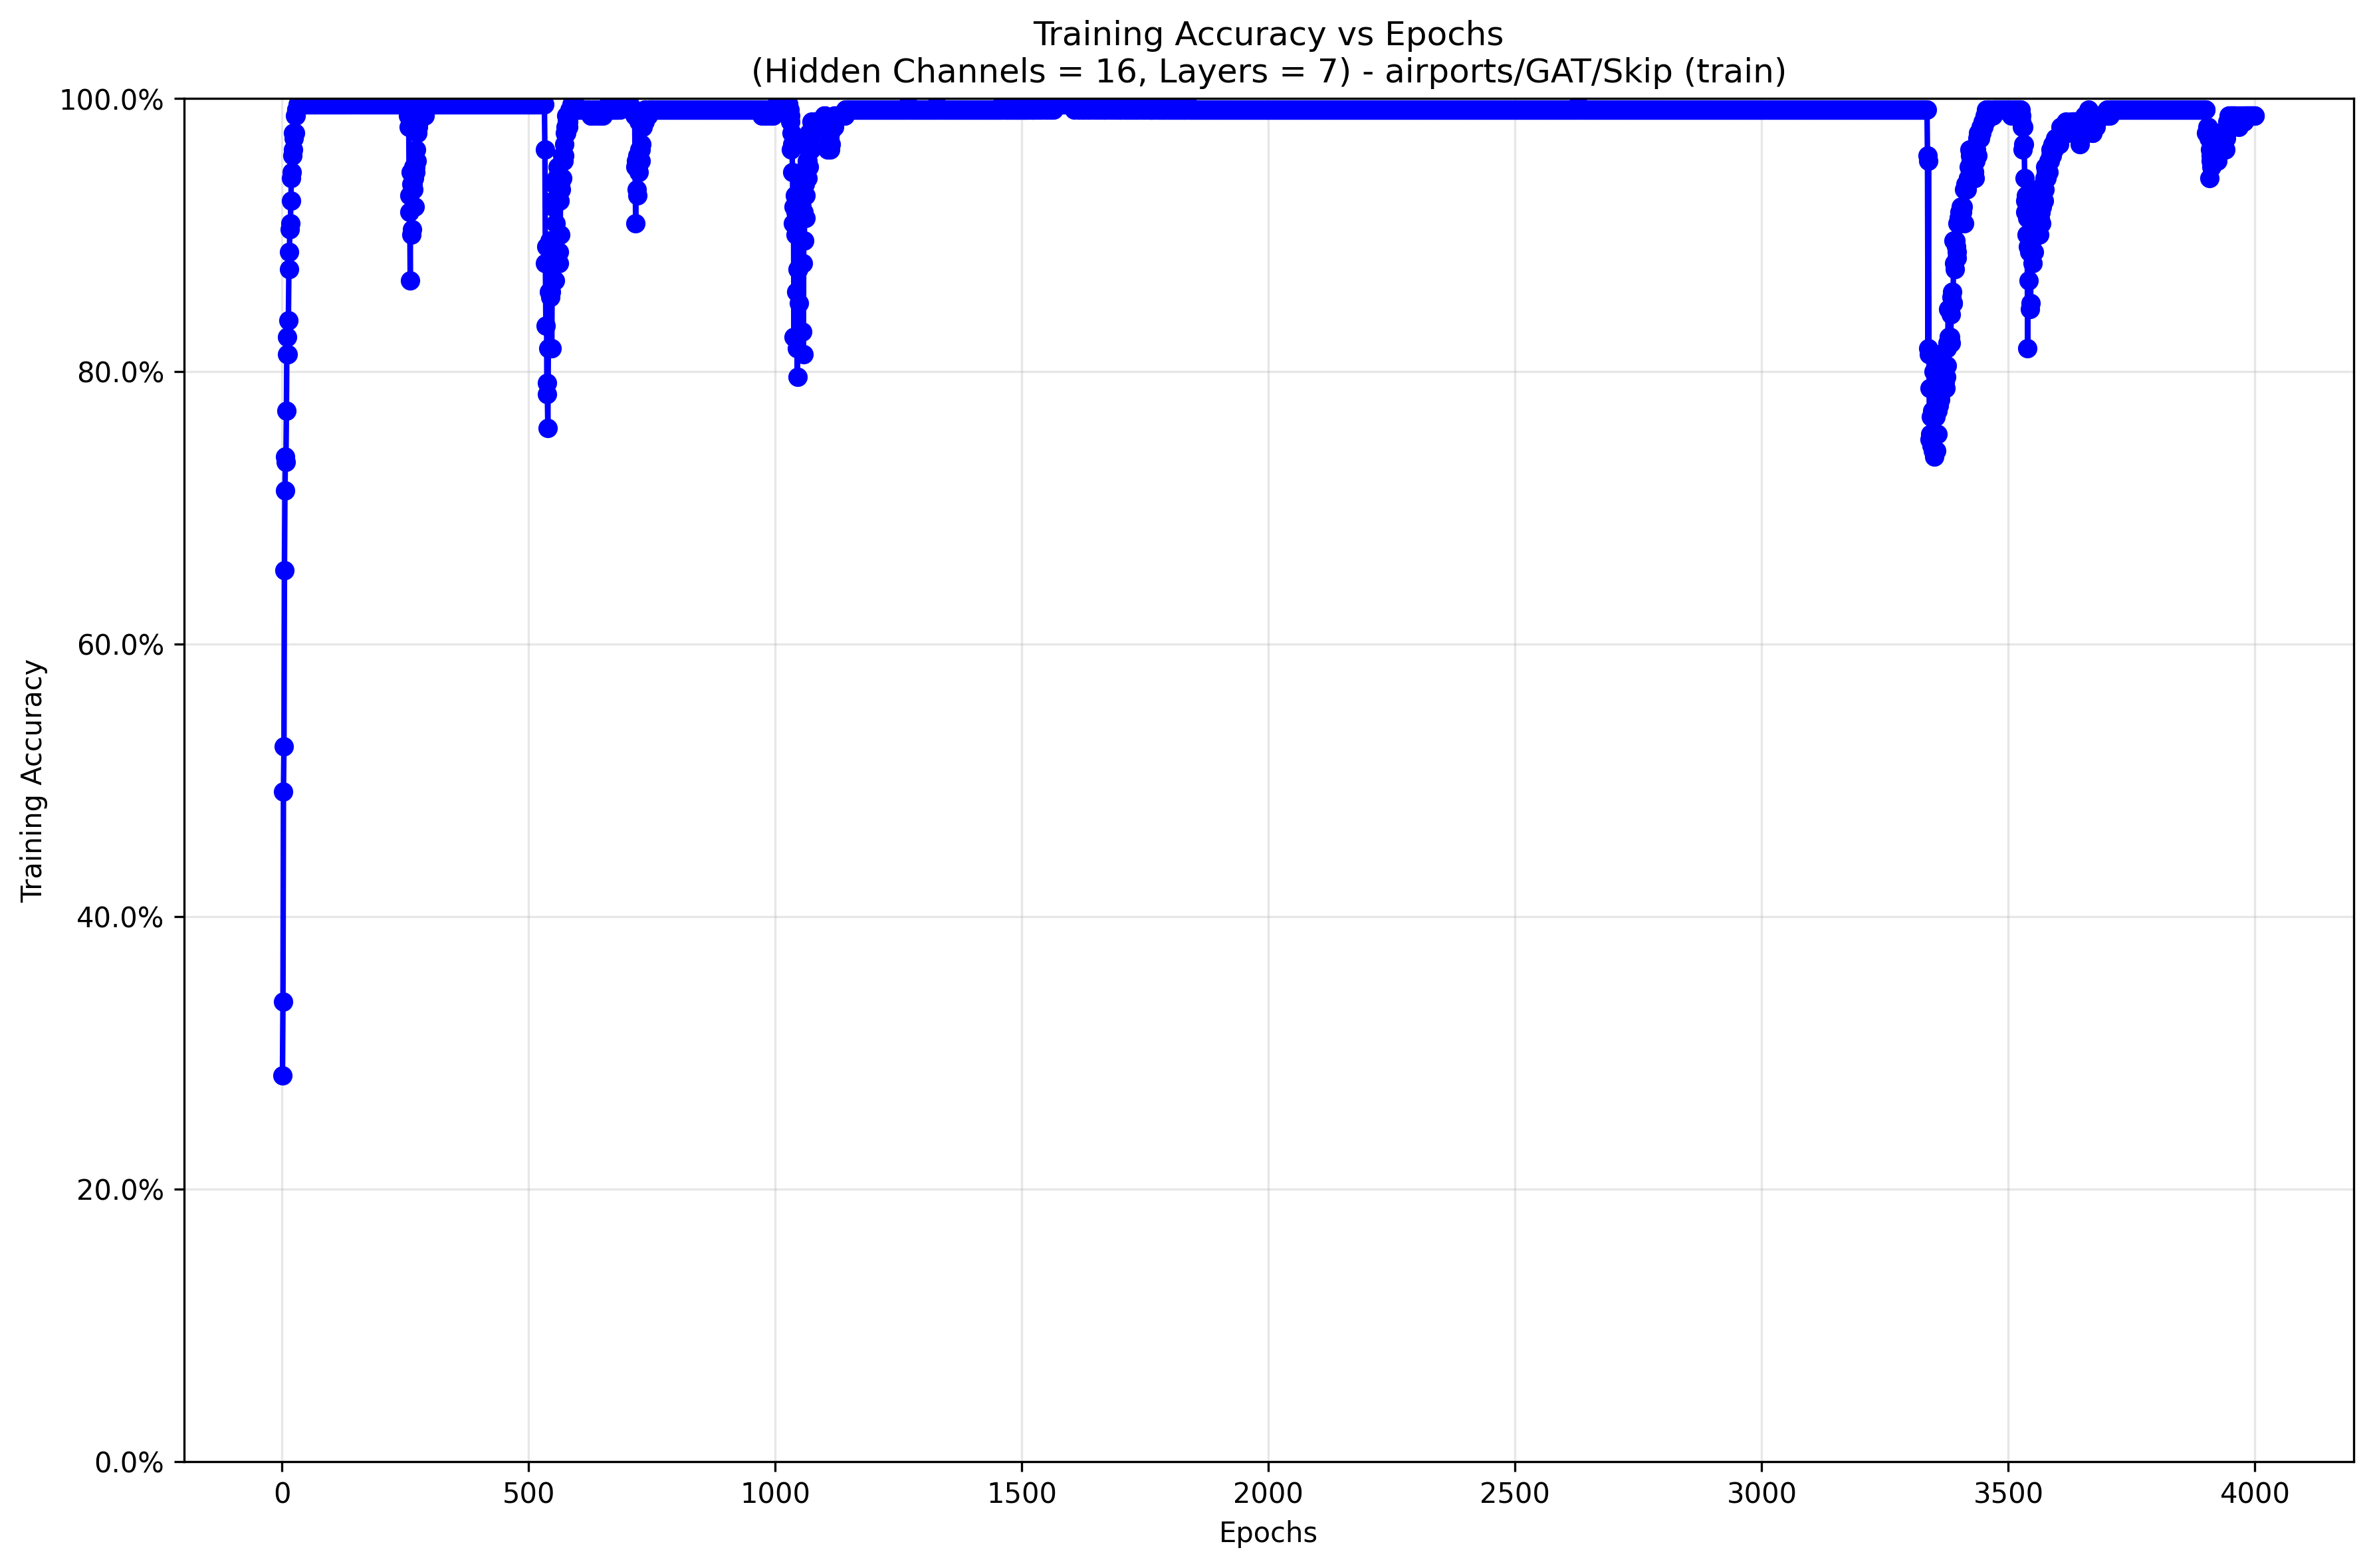 Training Accuracy vs Epochs
(Hidden Channels = 16, Layers = 7) - airports/GAT/Skip (train)
Training Accuracy
100.0%
80.0%
60.0%
40.0%
20.0%
0.0%
0 500 1000 1500 2000 2500 3000 3500 4000
Epochs